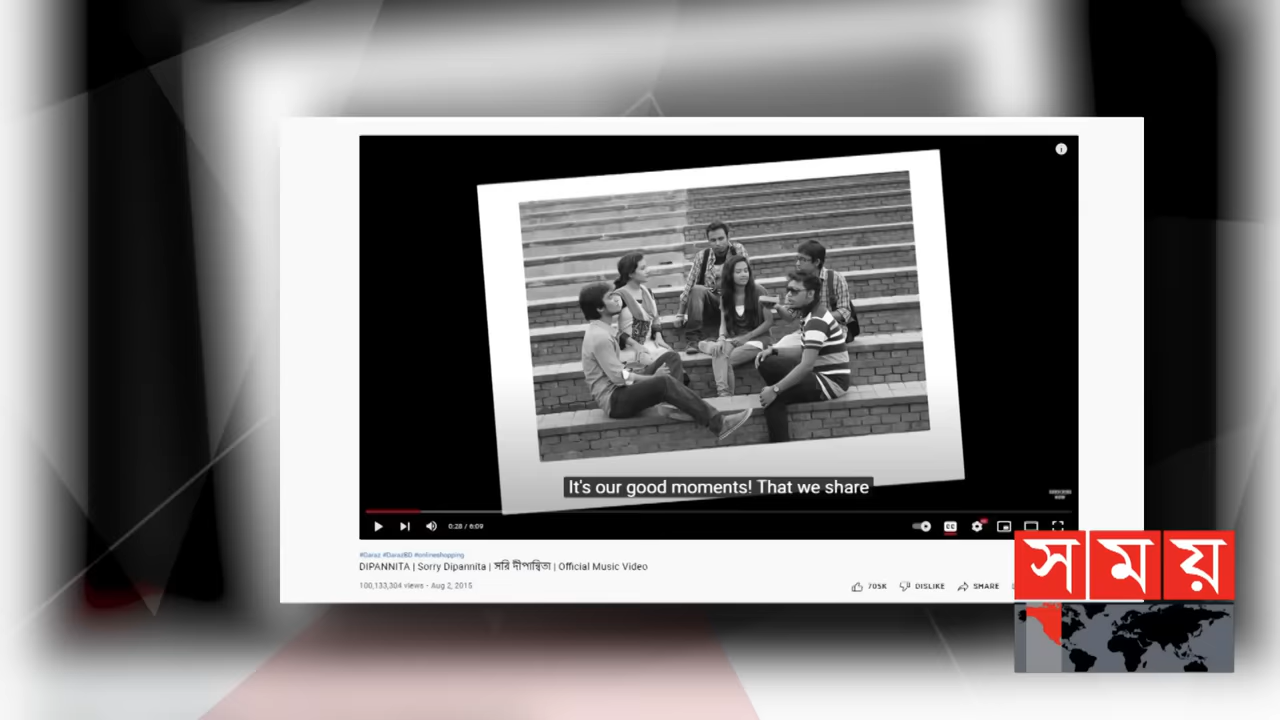 It's our good moments! That we share
0:28 / 6:09
#Daraz #DarazBD #onlineshopping
DIPANNITA | Sorry Dipannita | সরি দীপান্বিতা | Official Music Video
100,133,304 views - Aug 2, 2015
705K DISLIKE SHARE
সময়